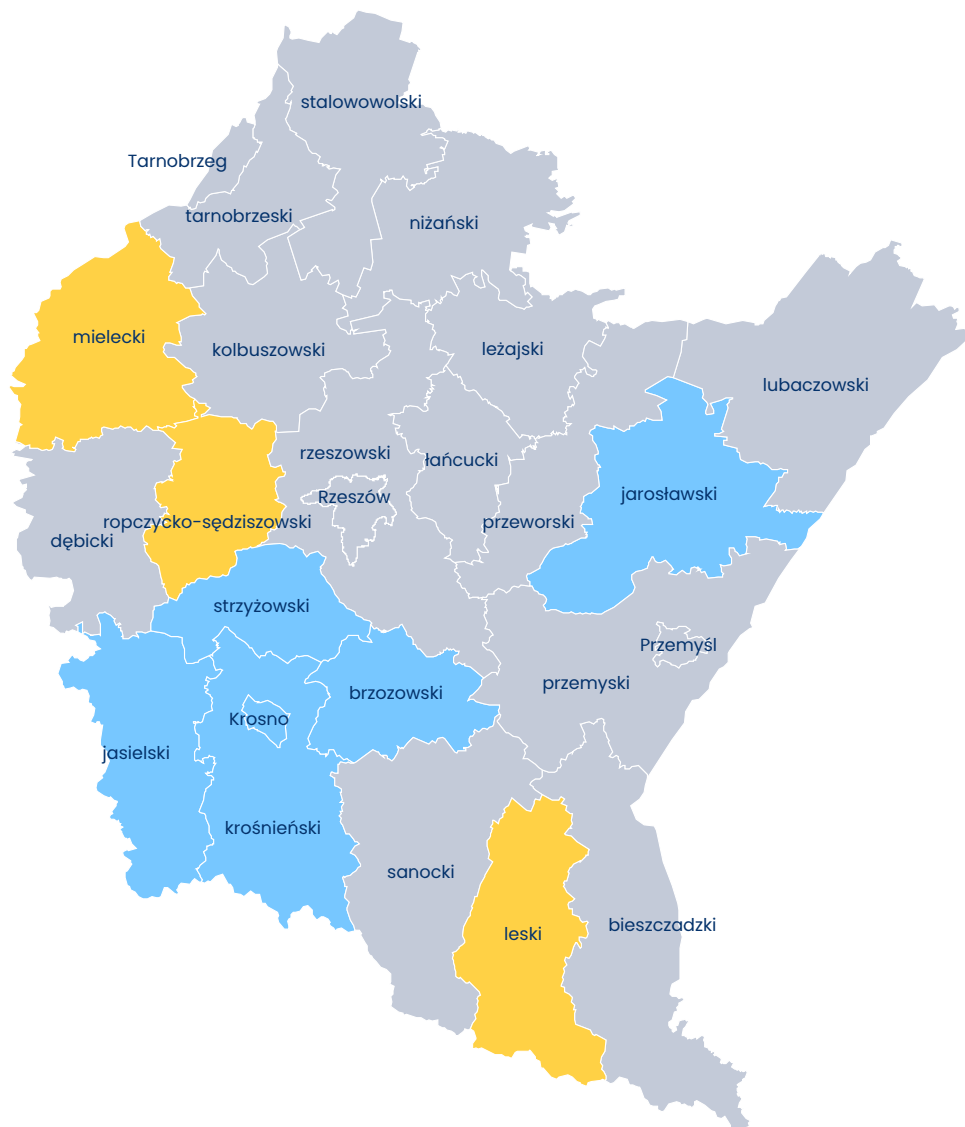 stalowowolski
Tarnobrzeg
tarnobrzeski
niżański
mielecki
kolbuszowski
leżajski
lubaczowski
rzeszowski
łańcucki
Rzeszów
jarosławski
ropczycko-sędziszowski
przeworski
dębicki
strzyżowski
Przemyśl
przemyski
brzozowski
Krosno
jasielski
krośnieński
sanocki
bieszczadzki
leski